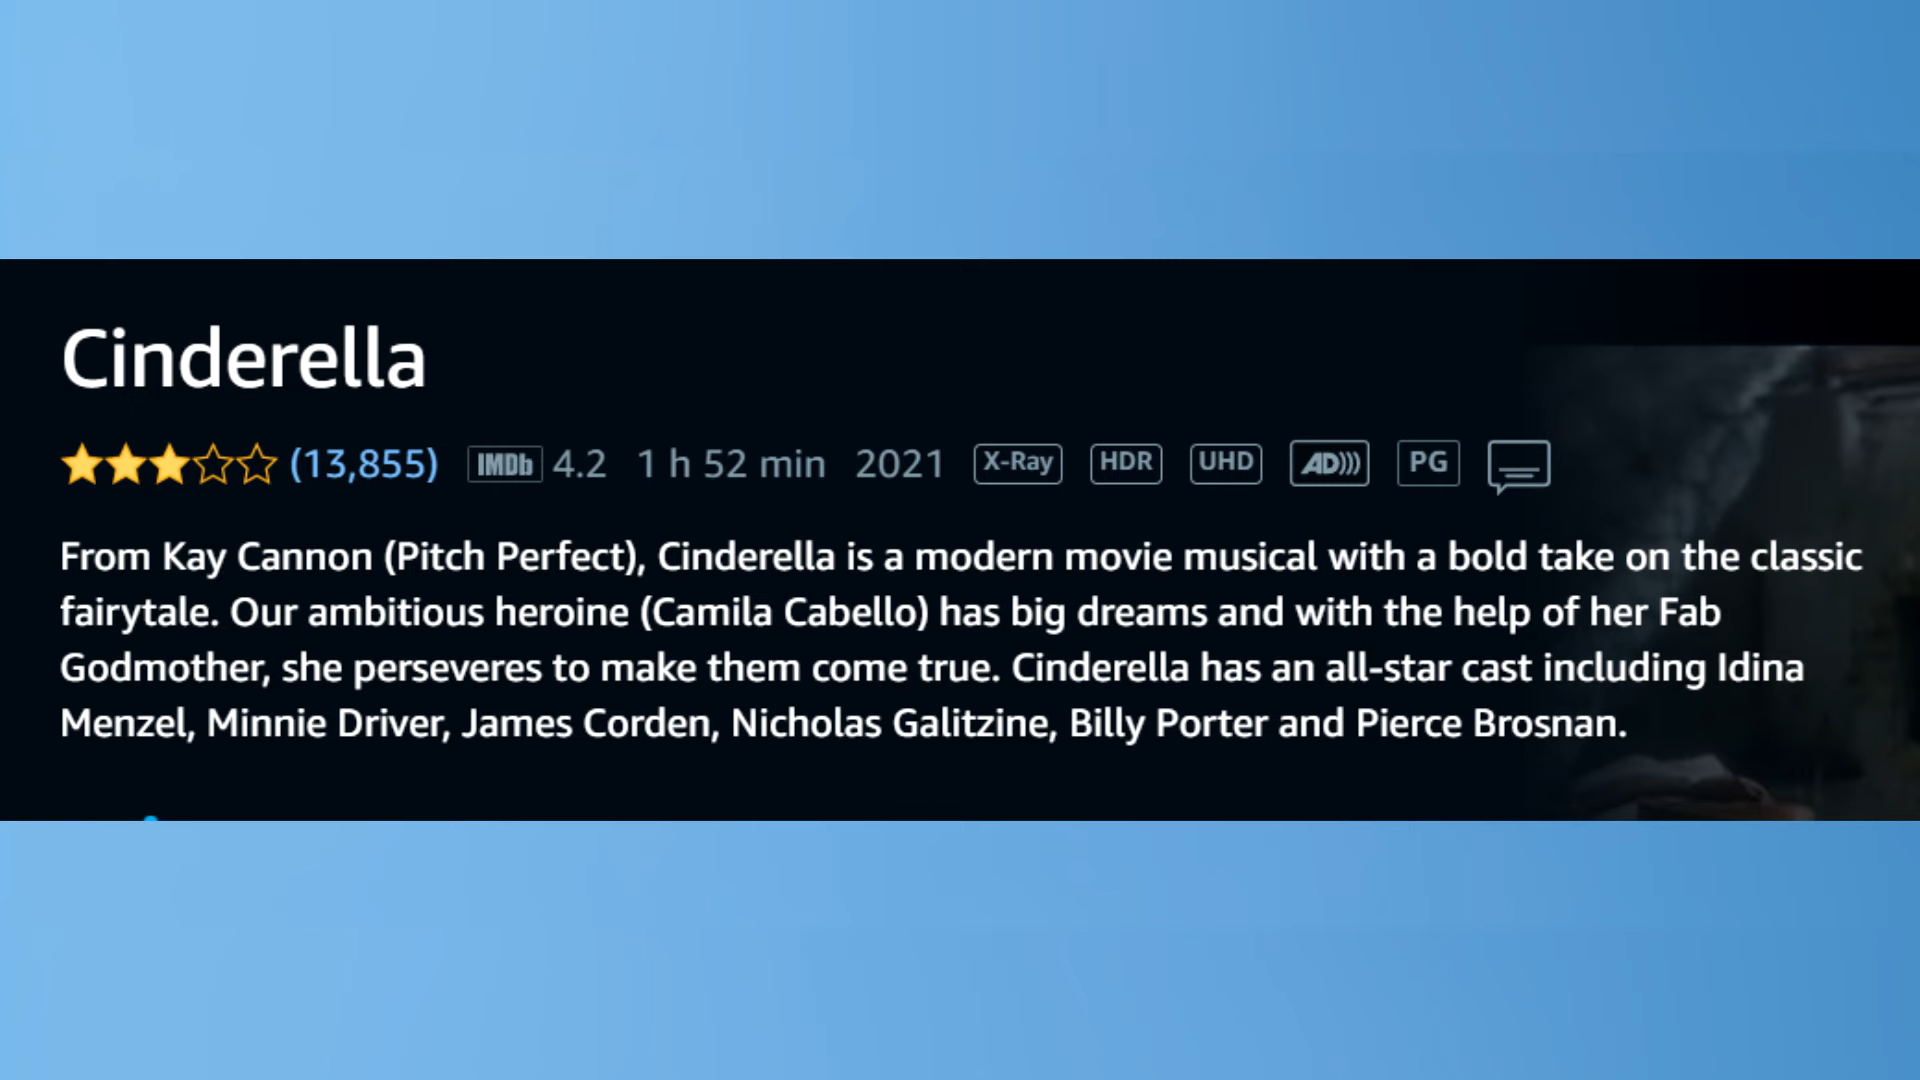 Cinderella
(13,855) IMDb 4.2 1 h 52 min 2021 X-Ray HDR UHD AD))) PG
From Kay Cannon (Pitch Perfect), Cinderella is a modern movie musical with a bold take on the classic
fairytale. Our ambitious heroine (Camila Cabello) has big dreams and with the help of her Fab
Godmother, she perseveres to make them come true. Cinderella has an all-star cast including Idina
Menzel, Minnie Driver, James Corden, Nicholas Galitzine, Billy Porter and Pierce Brosnan.